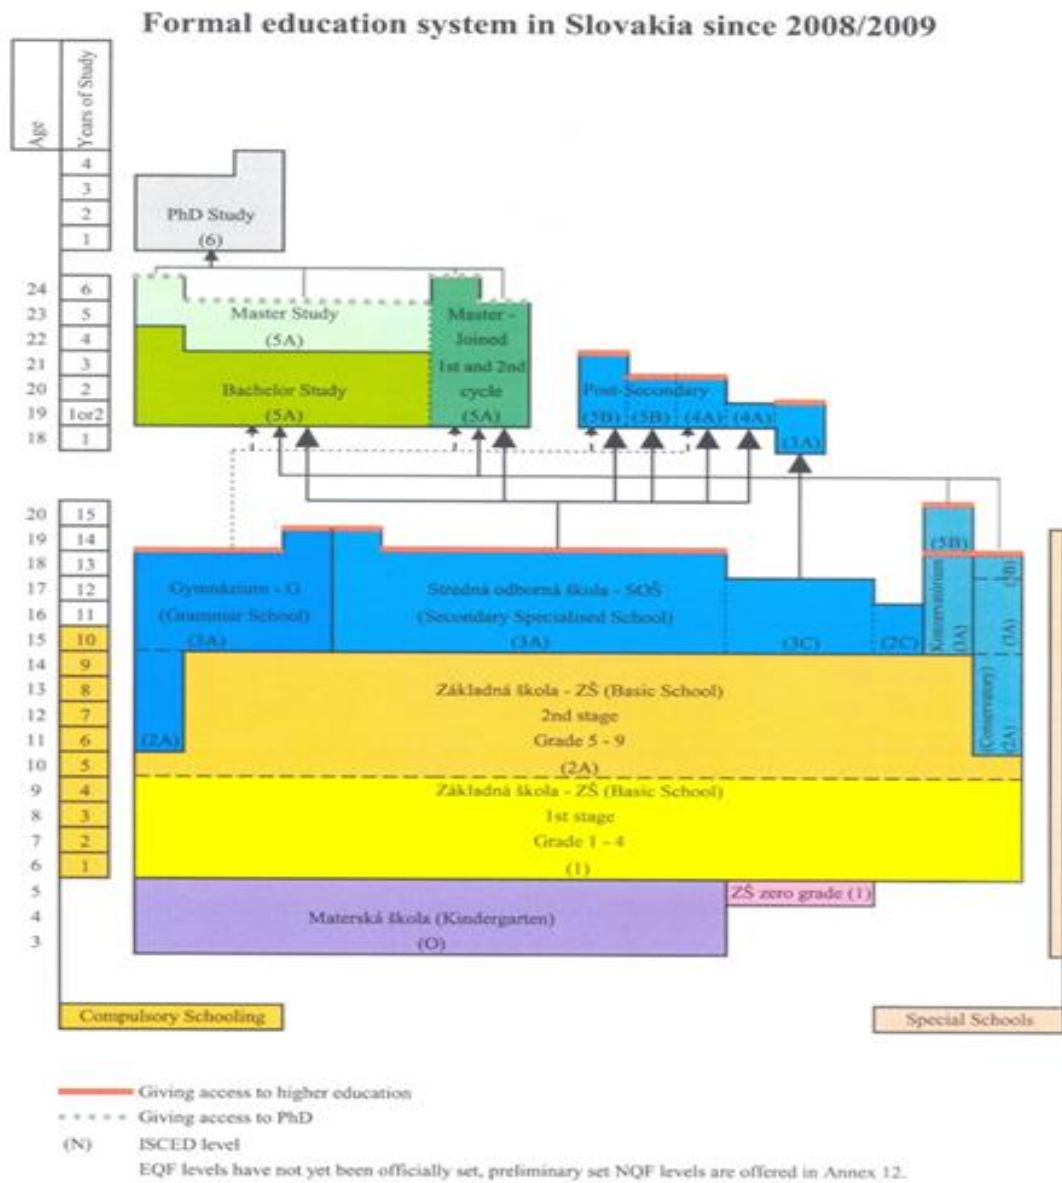 Formal education system in Slovakia since 2008/2009
Age
Years of Study
4
3
2
1
PhD Study
(6)
24 6
23 5
22 4
21 3
20 2
19 1or2
18 1
Master Study
(5A)
Bachelor Study
(5A)
Master -
Joined
1st and 2nd
cycle
(5A)
Post-Secondary
(5B) (5B) (4A) (4A)
(3A)
20 15
19 14
18 13
17 12
16 11
15 10
14 9
13 8
12 7
11 6
10 5
9 4
8 3
7 2
6 1
5
4
3
Gymnázium - G
(Grammar School)
(3A)
(2A)
Stredná odborná škola - SOŠ
(Secondary Specialised School)
(3A)
(3C)
(2C)
(5B)
Konzervatórium
(3A)
(5B)
(3A)
(Conservatory)
(2A)
Základná škola - ZŠ (Basic School)
2nd stage
Grade 5 - 9
(2A)
Základná škola - ZŠ (Basic School)
1st stage
Grade 1 - 4
(1)
ZŠ zero grade (1)
Materská škola (Kindergarten)
(O)
Compulsory Schooling
Special Schools
Giving access to higher education
Giving access to PhD
(N) ISCED level
EQF levels have not yet been officially set, preliminary set NQF levels are offered in Annex 12.